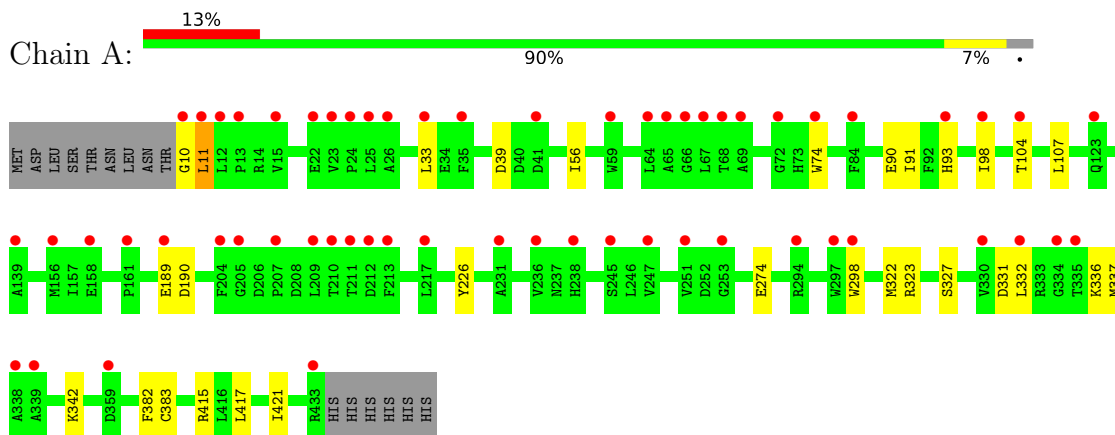 13%
Chain A:
90% 7% •
MET ASP LEU SER THR ASN LEU ASN THR G10 L11 L12 P13 R14 V15 E22 V23 P24 L25 A26 L33 E34 F35 D39 D40 D41 I56 W59 L64 A65 G66 L67 T68 A69 G72 H73 W74 F84 E90 I91 F92 H93 I98 T104 L107 Q123
A139 M156 I157 E158 P161 E189 D190 F204 G205 D206 P207 D208 L209 T210 T211 D212 F213 L217 Y226 A231 V236 N237 H238 S245 L246 V247 V251 D252 G253 E274 R294 W297 W298 M322 R323 S327 V330 D331 L332 R333 G334 T335 K336 M337
A338 A339 K342 D359 F382 C383 R415 L416 L417 I421 R433 HIS HIS HIS HIS HIS HIS